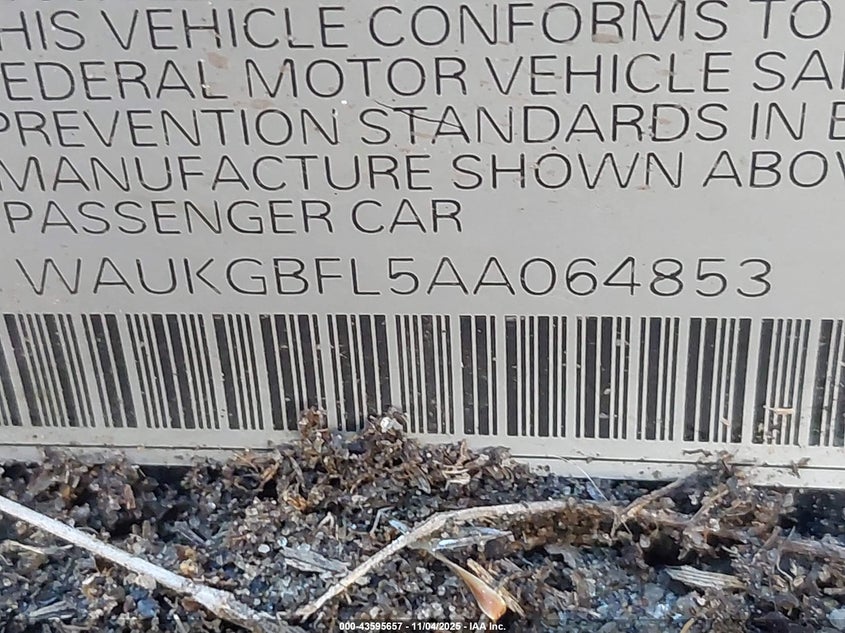 HIS VEHICLE CONFORMS TO
EDERAL MOTOR VEHICLE SA
PREVENTION STANDARDS IN E
MANUFACTURE SHOWN ABOV
PASSENGER CAR
WAUKGBFL5AA064853
000-43595657 - 11/04/2025 - IAA Inc.